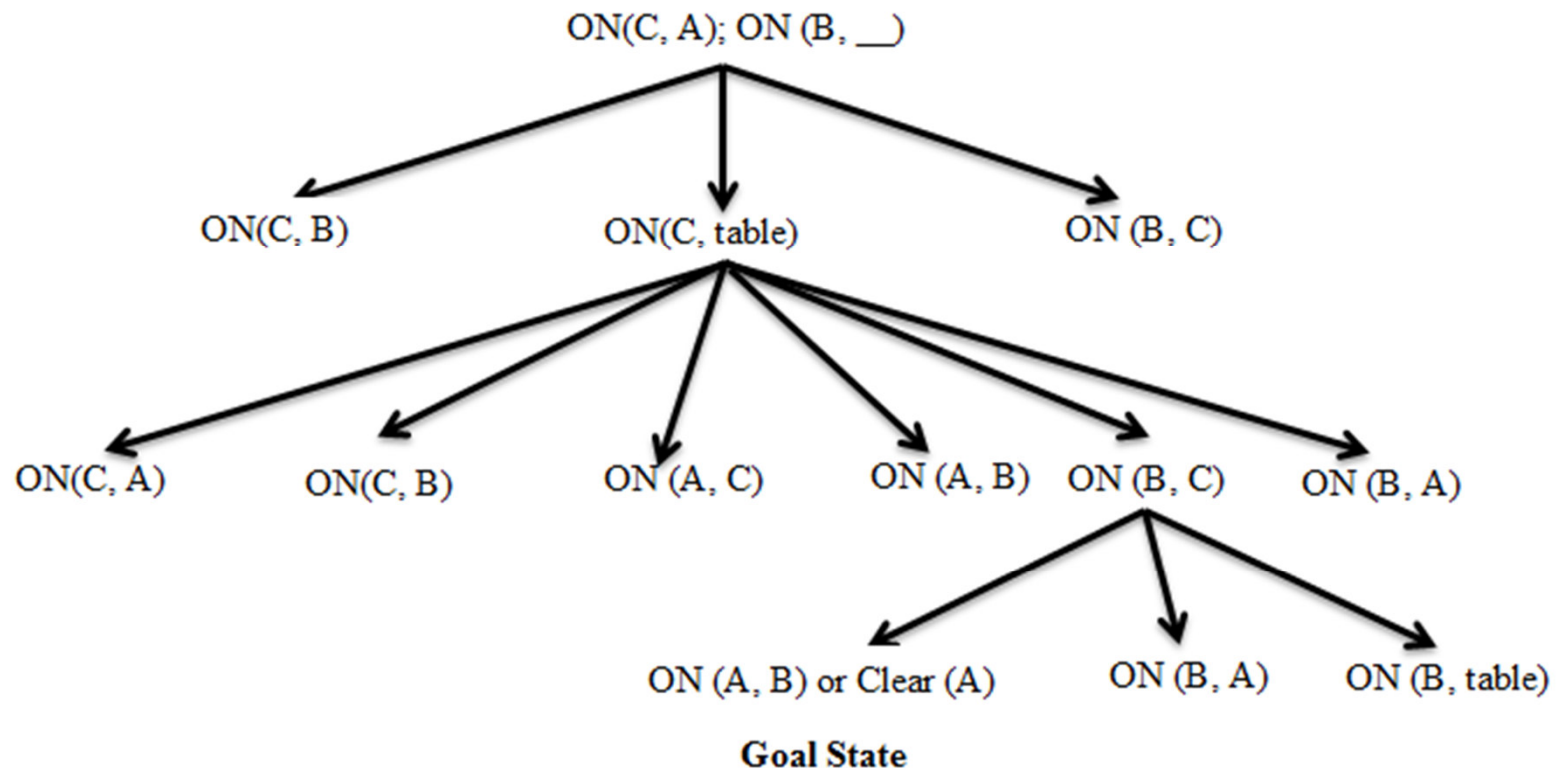 ON(C, A); ON (B, __)
ON(C, B)
ON(C, table)
ON (B, C)
ON(C, A)
ON(C, B)
ON (A, C)
ON (A, B)
ON (B, C)
ON (B, A)
ON (A, B) or Clear (A)
ON (B, A)
ON (B, table)
Goal State